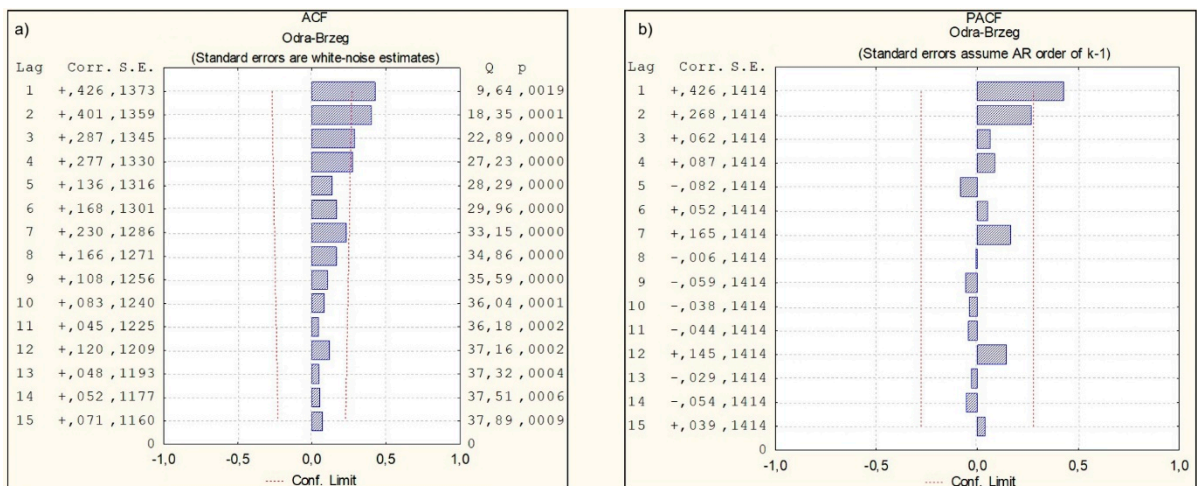 a)
ACF
Odra-Brzeg
(Standard errors are white-noise estimates)
Lag Corr. S.E. Q p
1 +,426 ,1373 9,64 ,0019
2 +,401 ,1359 18,35 ,0001
3 +,287 ,1345 22,89 ,0000
4 +,277 ,1330 27,23 ,0000
5 +,136 ,1316 28,29 ,0000
6 +,168 ,1301 29,96 ,0000
7 +,230 ,1286 33,15 ,0000
8 +,166 ,1271 34,86 ,0000
9 +,108 ,1256 35,59 ,0000
10 +,083 ,1240 36,04 ,0001
11 +,045 ,1225 36,18 ,0002
12 +,120 ,1209 37,16 ,0002
13 +,048 ,1193 37,32 ,0004
14 +,052 ,1177 37,51 ,0006
15 +,071 ,1160 37,89 ,0009
0 0
-1,0 -0,5 0,0 0,5 1,0
Conf. Limit
b)
PACF
Odra-Brzeg
(Standard errors assume AR order of k-1)
Lag Corr. S.E.
1 +,426 ,1414
2 +,268 ,1414
3 +,062 ,1414
4 +,087 ,1414
5 -,082 ,1414
6 +,052 ,1414
7 +,165 ,1414
8 -,006 ,1414
9 -,059 ,1414
10 -,038 ,1414
11 -,044 ,1414
12 +,145 ,1414
13 -,029 ,1414
14 -,054 ,1414
15 +,039 ,1414
0
-1,0 -0,5 0,0 0,5 1,0
Conf. Limit